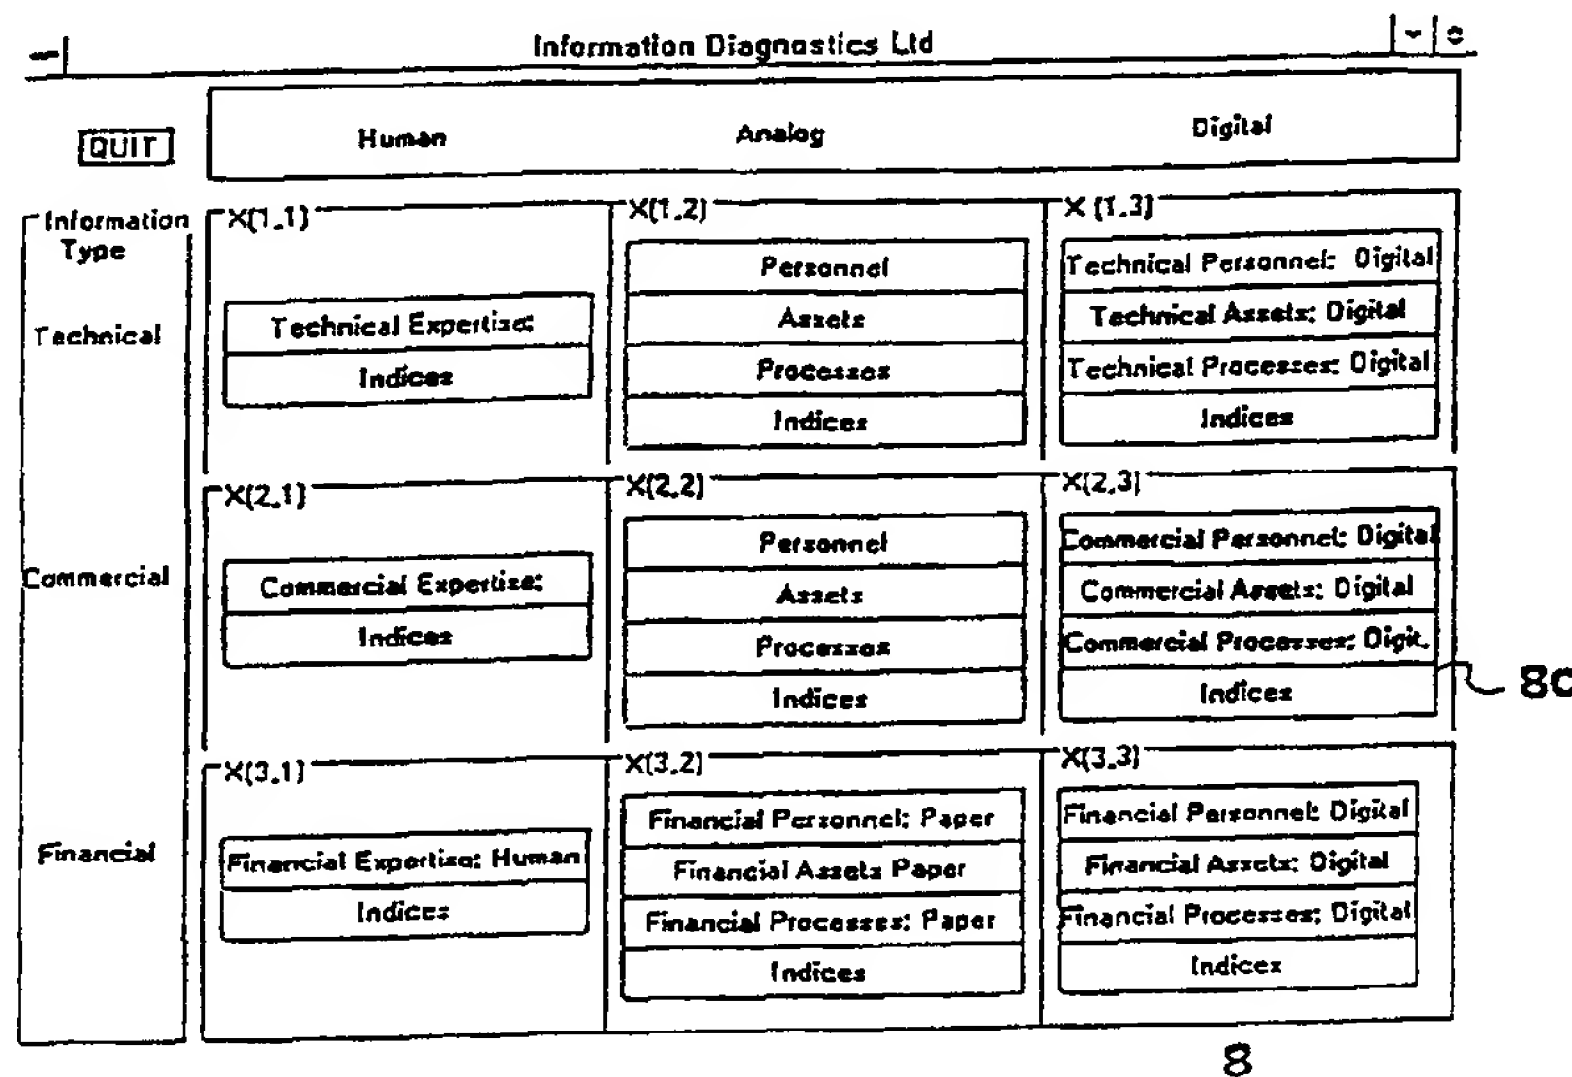 Information Diagnostics Ltd
QUIT
Human
Analog
Digital
Information
Type
Technical
Commercial
Financial
X(1.1)
Technical Expertise:
Indices
X(1.2)
Personnel
Assets
Processes
Indices
X (1.3)
Technical Personnel: Digital
Technical Assets: Digital
Technical Processes: Digital
Indices
X(2.1)
Commercial Expertise:
Indices
X(2.2)
Personnel
Assets
Processes
Indices
X(2.3)
Commercial Personnel: Digital
Commercial Assets: Digital
Commercial Processes: Digit.
Indices
80
X(3.1)
Financial Expertise: Human
Indices
X(3.2)
Financial Personnel: Paper
Financial Assets Paper
Financial Processes: Paper
Indices
X(3.3)
Financial Personnel: Digital
Financial Assets: Digital
Financial Processes: Digital
Indices
8